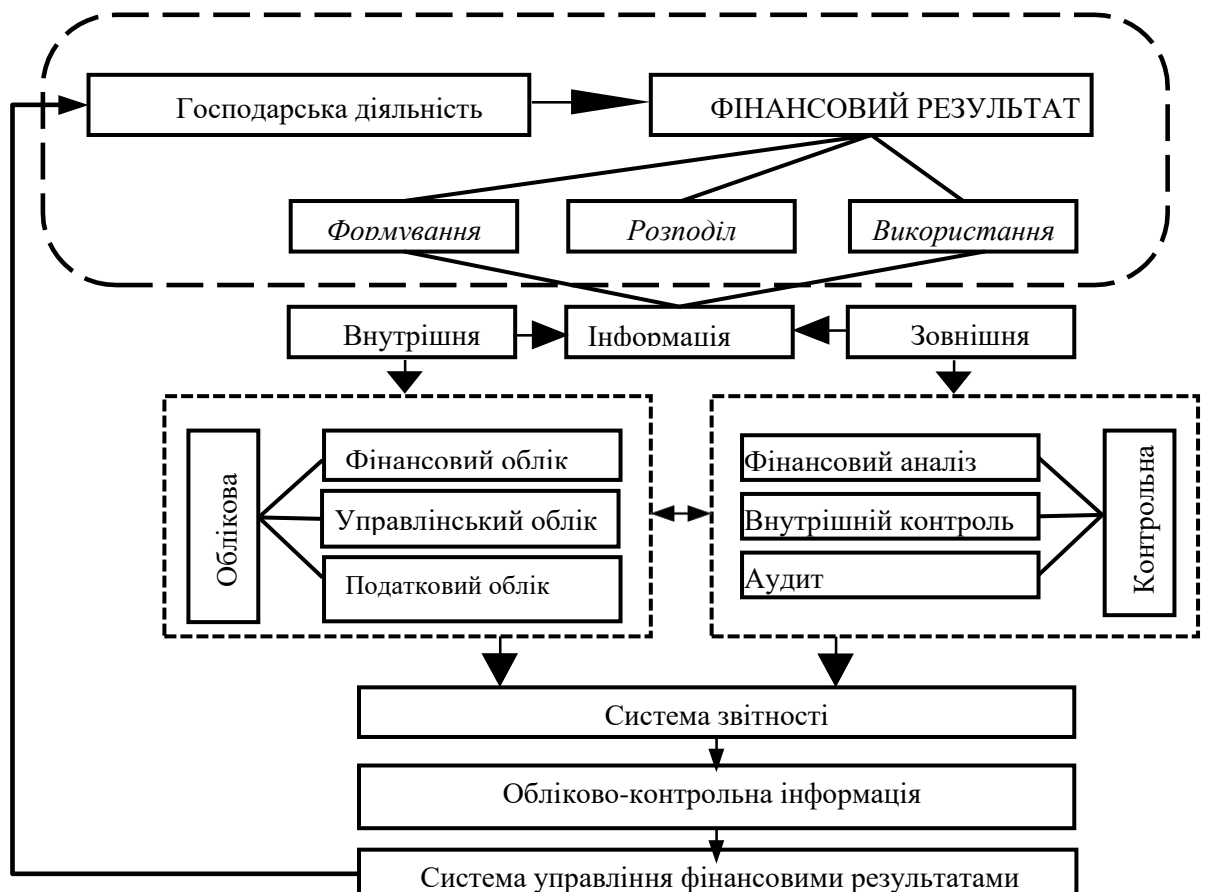 Господарська діяльність
ФІНАНСОВИЙ РЕЗУЛЬТАТ
Формування
Розподіл
Використання
Внутрішня
Інформація
Зовнішня
Облікова
Фінансовий облік
Управлінський облік
Податковий облік
Фінансовий аналіз
Внутрішній контроль
Аудит
Контрольна
Система звітності
Обліково-контрольна інформація
Система управління фінансовими результатами